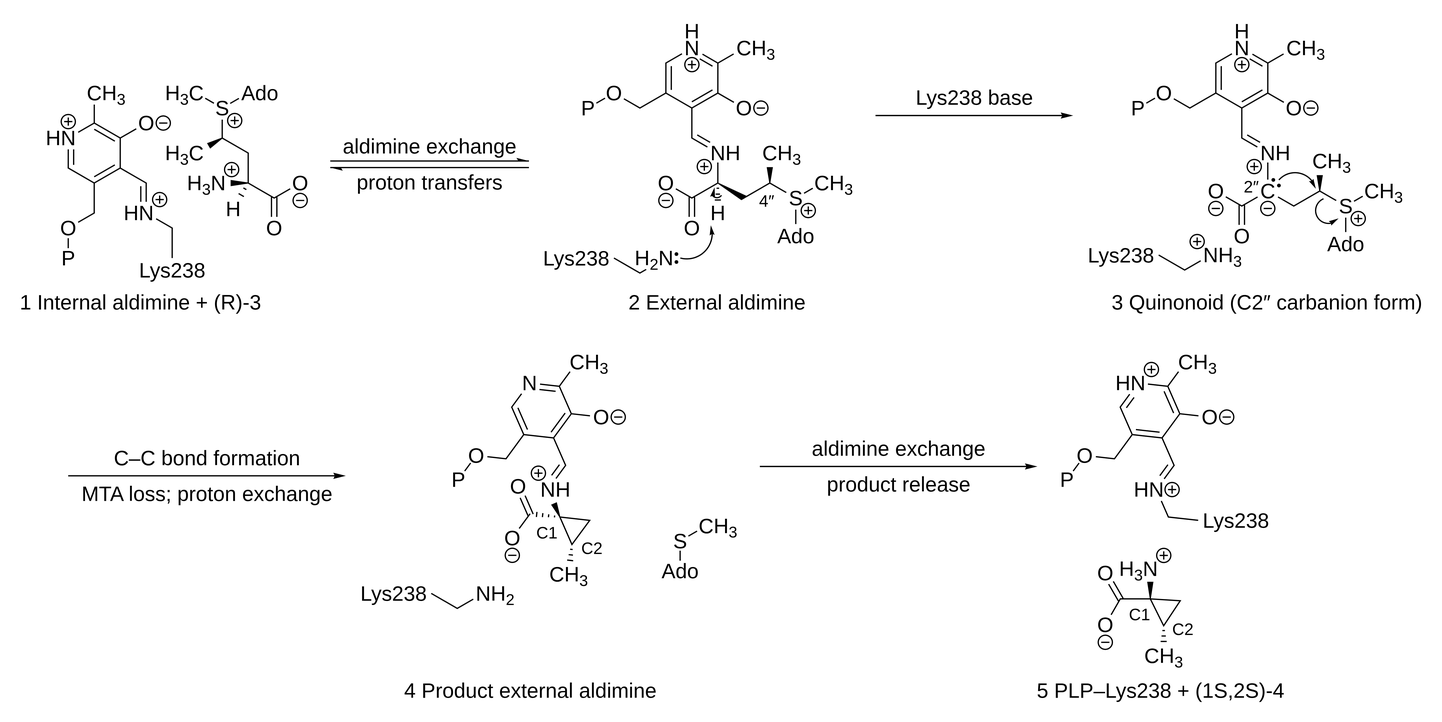 H
N
⊕
CH₃
O
P
O⊖
NH
⊕
CH₃
O
⊖
O
H
4″
S
⊕
CH₃
Ado
Lys238
H₂N:
2 External aldimine
CH₃
HN
⊕
O⊖
O
P
HN
⊕
Lys238
H₃C
S
⊕
Ado
H₃C
H₃N
⊕
H
O
⊖
O
1 Internal aldimine + (R)-3
aldimine exchange
proton transfers
Lys238 base
H
N
⊕
CH₃
O
P
O⊖
NH
⊕
CH₃
O
⊖
2″
C
⊖
O
S
⊕
CH₃
Ado
Lys238
⊕
NH₃
3 Quinonoid (C2″ carbanion form)
C–C bond formation
MTA loss; proton exchange
N
CH₃
O⊖
O
P
⊕
NH
O
O
⊖
C1
C2
CH₃
S
CH₃
Ado
Lys238
NH₂
4 Product external aldimine
aldimine exchange
product release
HN
⊕
CH₃
O⊖
O
P
HN⊕
Lys238
H₃N
⊕
O
O
⊖
C1
C2
CH₃
5 PLP–Lys238 + (1S,2S)-4